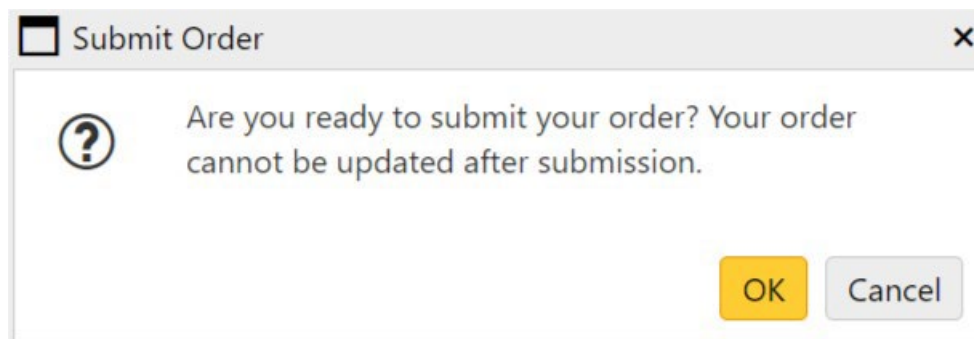 Submit Order
Are you ready to submit your order? Your order
cannot be updated after submission.
OK Cancel